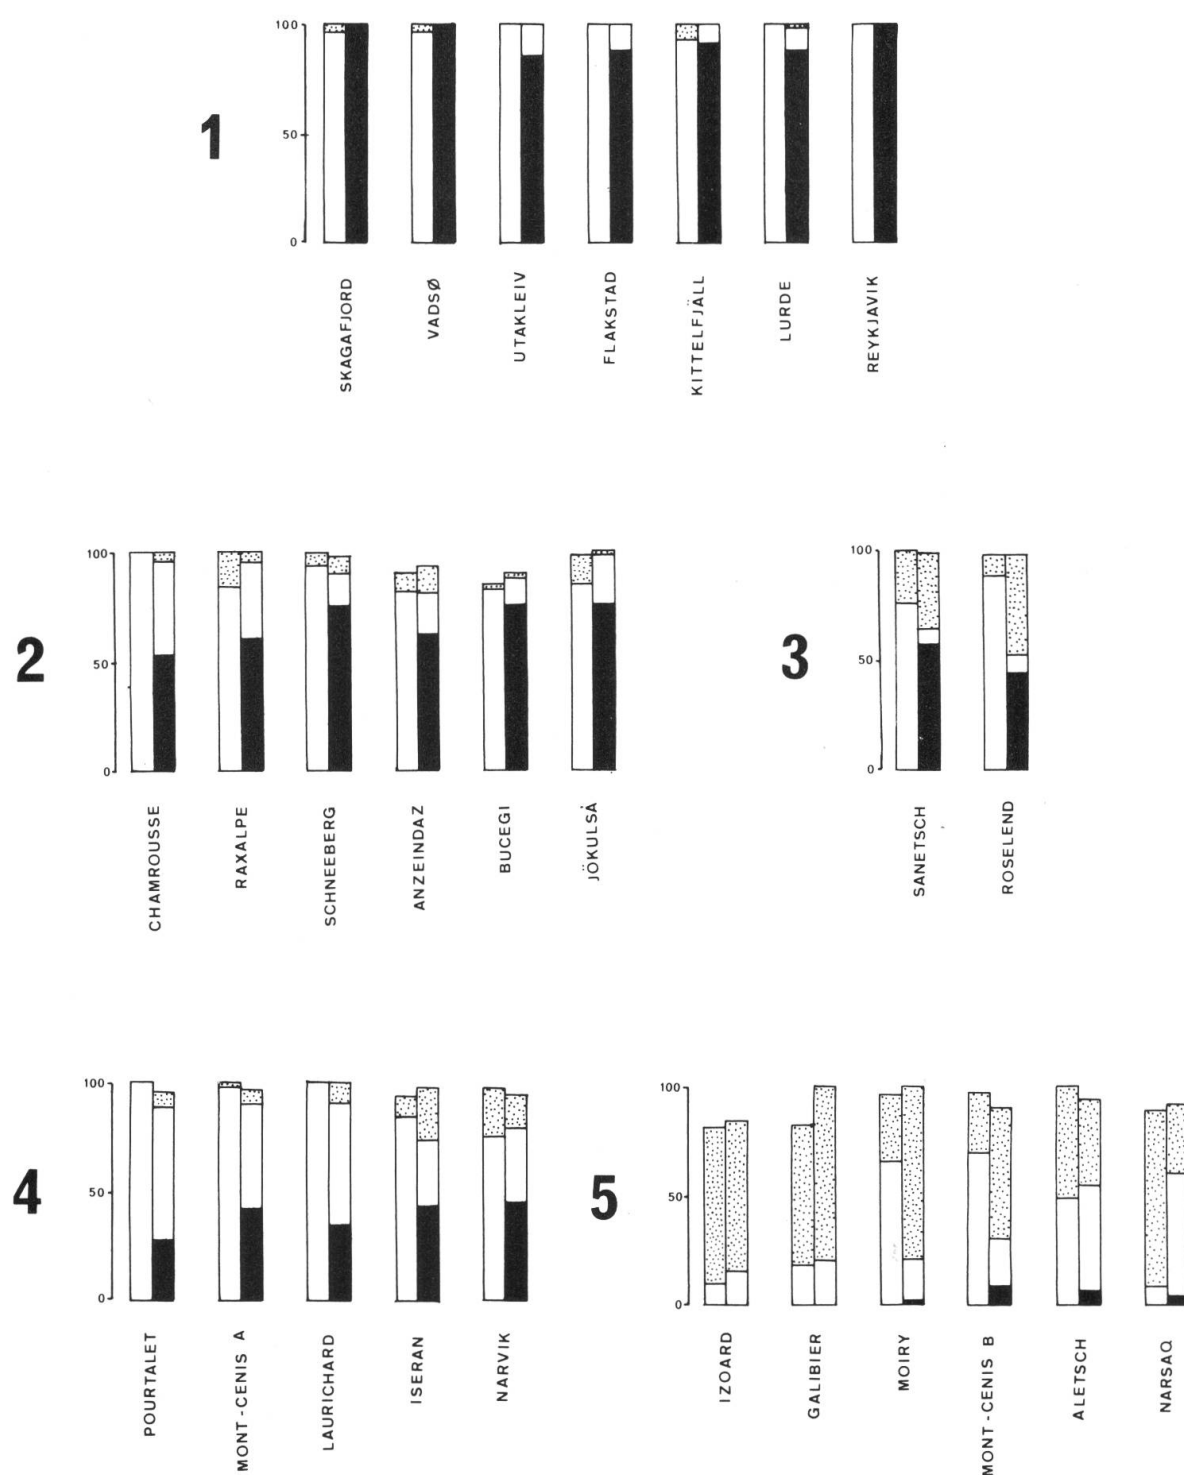 1
100
50
0
SKAGAFJORD
VADSØ
UTAKLEIV
FLAKSTAD
KITTELFJÄLL
LURDE
REYKJAVIK
2
100
50
0
CHAMROUSSE
RAXALPE
SCHNEEBERG
ANZEINDAZ
BUCEGI
JÖKULSÅ
3
100
50
0
SANETSCH
ROSELEND
4
100
50
0
POURTALET
MONT-CENIS A
LAURICHARD
ISERAN
NARVIK
5
100
50
0
IZOARD
GALIBIER
MOIRY
MONT-CENIS B
ALETSCH
NARSAQ